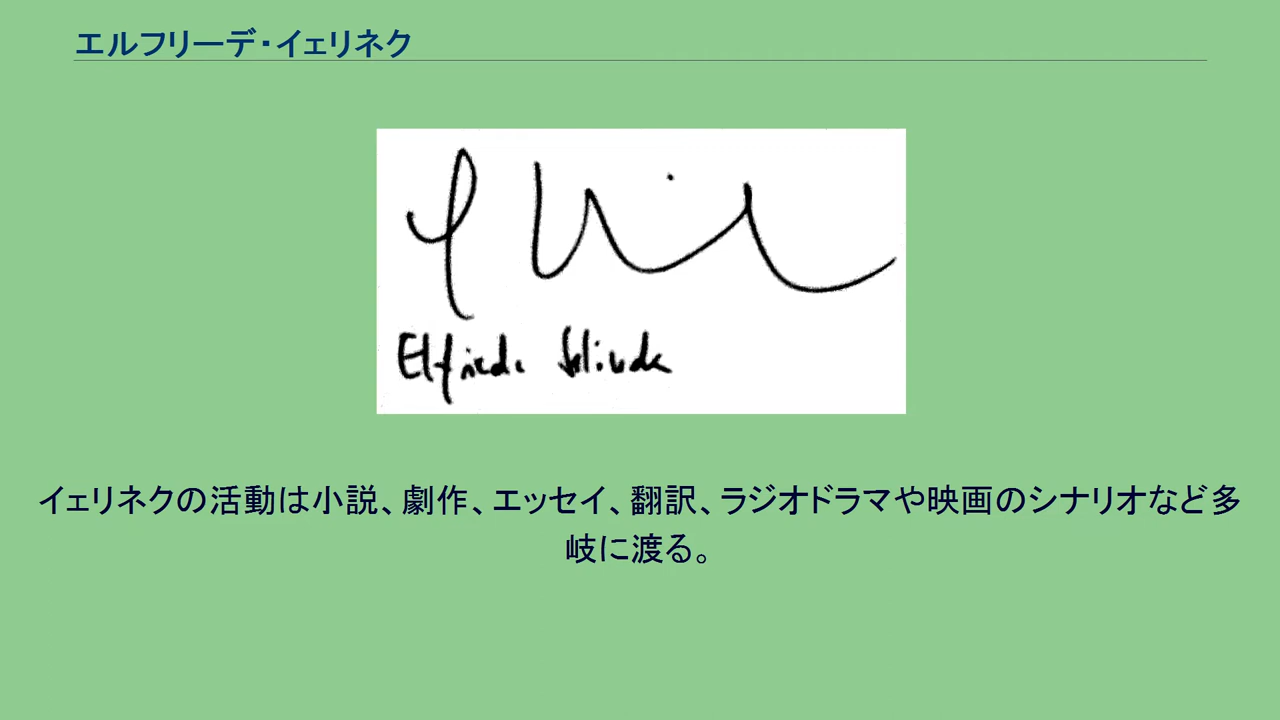 エルフリーデ・イェリネク
Elfriede Jelinek
イェリネクの活動は小説、劇作、エッセイ、翻訳、ラジオドラマや映画のシナリオなど多
岐に渡る。